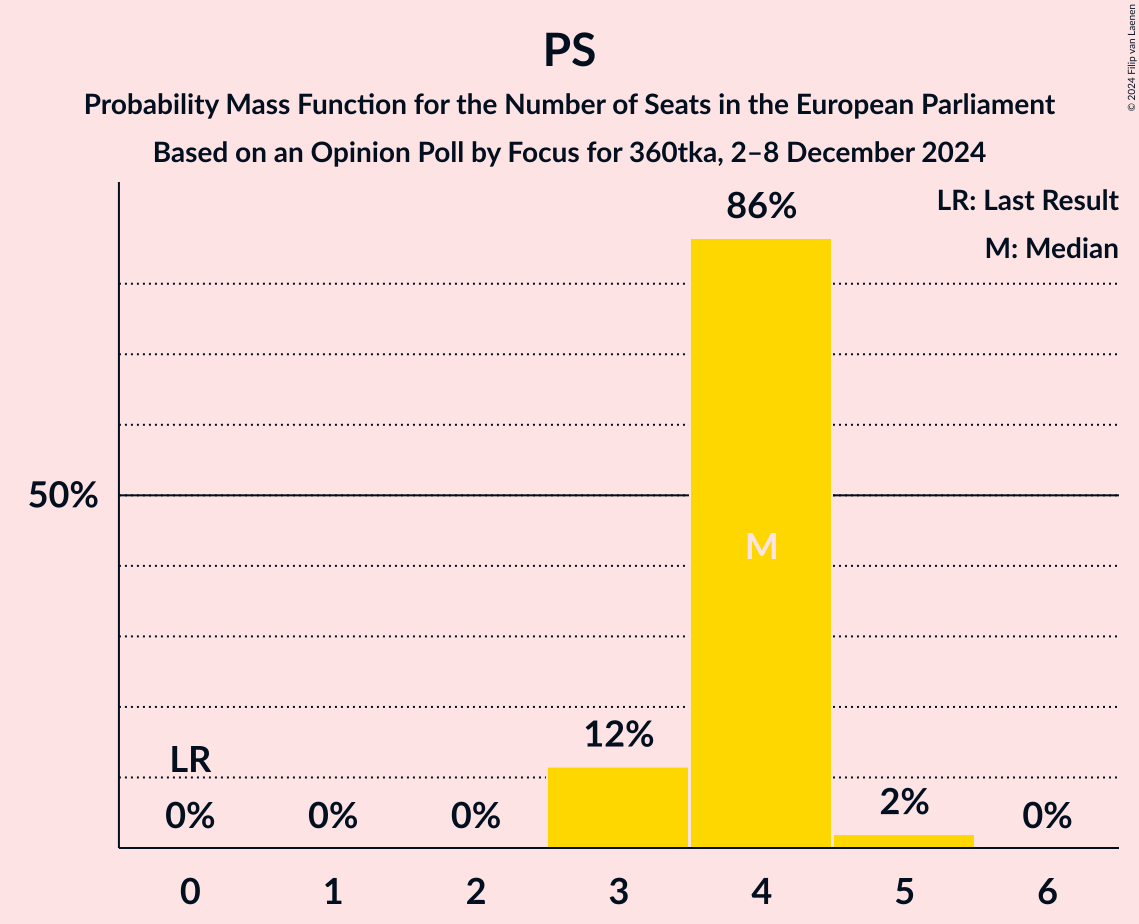 PS
Probability Mass Function for the Number of Seats in the European Parliament
Based on an Opinion Poll by Focus for 360tka, 2–8 December 2024
© 2024 Filip van Laenen
LR: Last Result
M: Median
86%
50%
M
12%
LR
2%
0% 0% 0% 0%
0 1 2 3 4 5 6